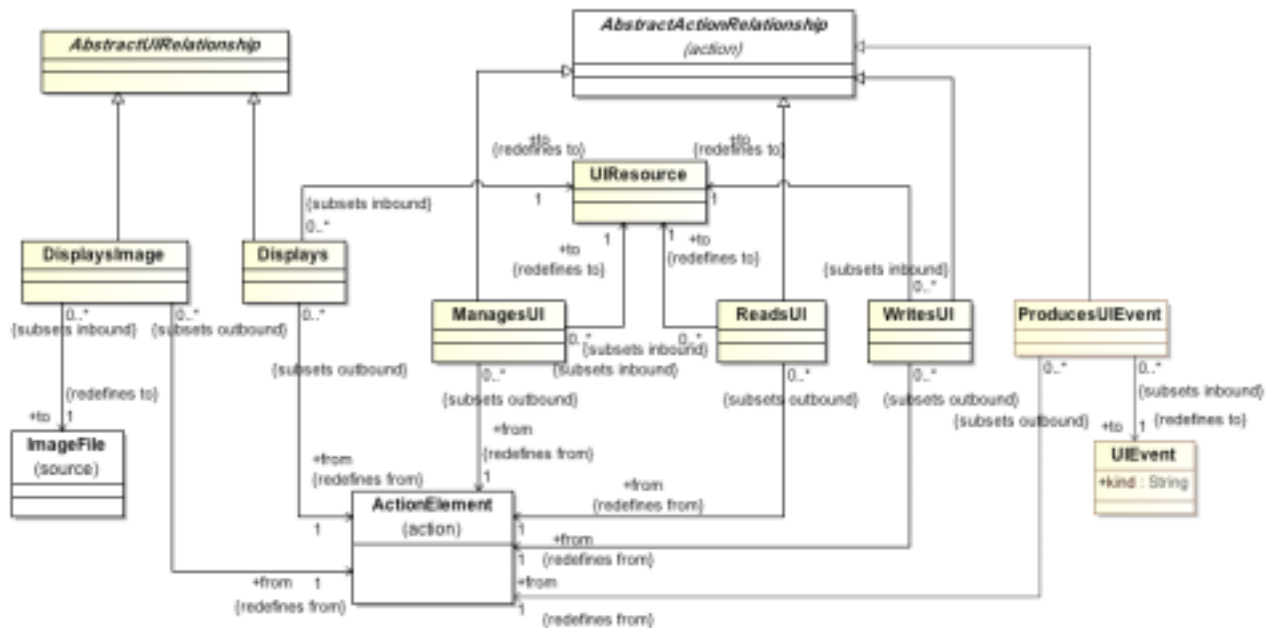 AbstractUIRelationship
AbstractActionRelationship
(action)
+to
{redefines to}
+to
{redefines to}
UIResource
1
1
{subsets inbound}
0..*
1
1
+to
{redefines to}
+to
{redefines to}
DisplaysImage
Displays
{subsets inbound}
0..*
ManagesUI
ReadsUI
WritesUI
ProducesUIEvent
0..*
{subsets inbound}
0..*
{subsets outbound}
0..*
{subsets outbound}
0..*
{subsets inbound}
0..*
{subsets inbound}
0..*
{subsets outbound}
0..*
{subsets outbound}
0..*
{subsets outbound}
0..*
{subsets outbound}
0..*
{subsets inbound}
{redefines to}
+to
1
+to
1
{redefines to}
ImageFile
(source)
UIEvent
+kind : String
+from
{redefines from}
1
+from
{redefines from}
1
ActionElement
(action)
+from
{redefines from}
1
+from
{redefines from}
1
+from
{redefines from}
1
+from
{redefines from}
1